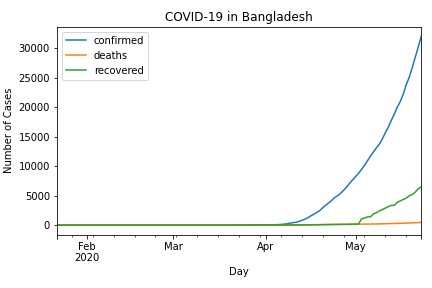 COVID-19 in Bangladesh
confirmed
deaths
recovered
30000
25000
20000
15000
10000
5000
0
Number of Cases
Feb
2020
Mar
Apr
May
Day